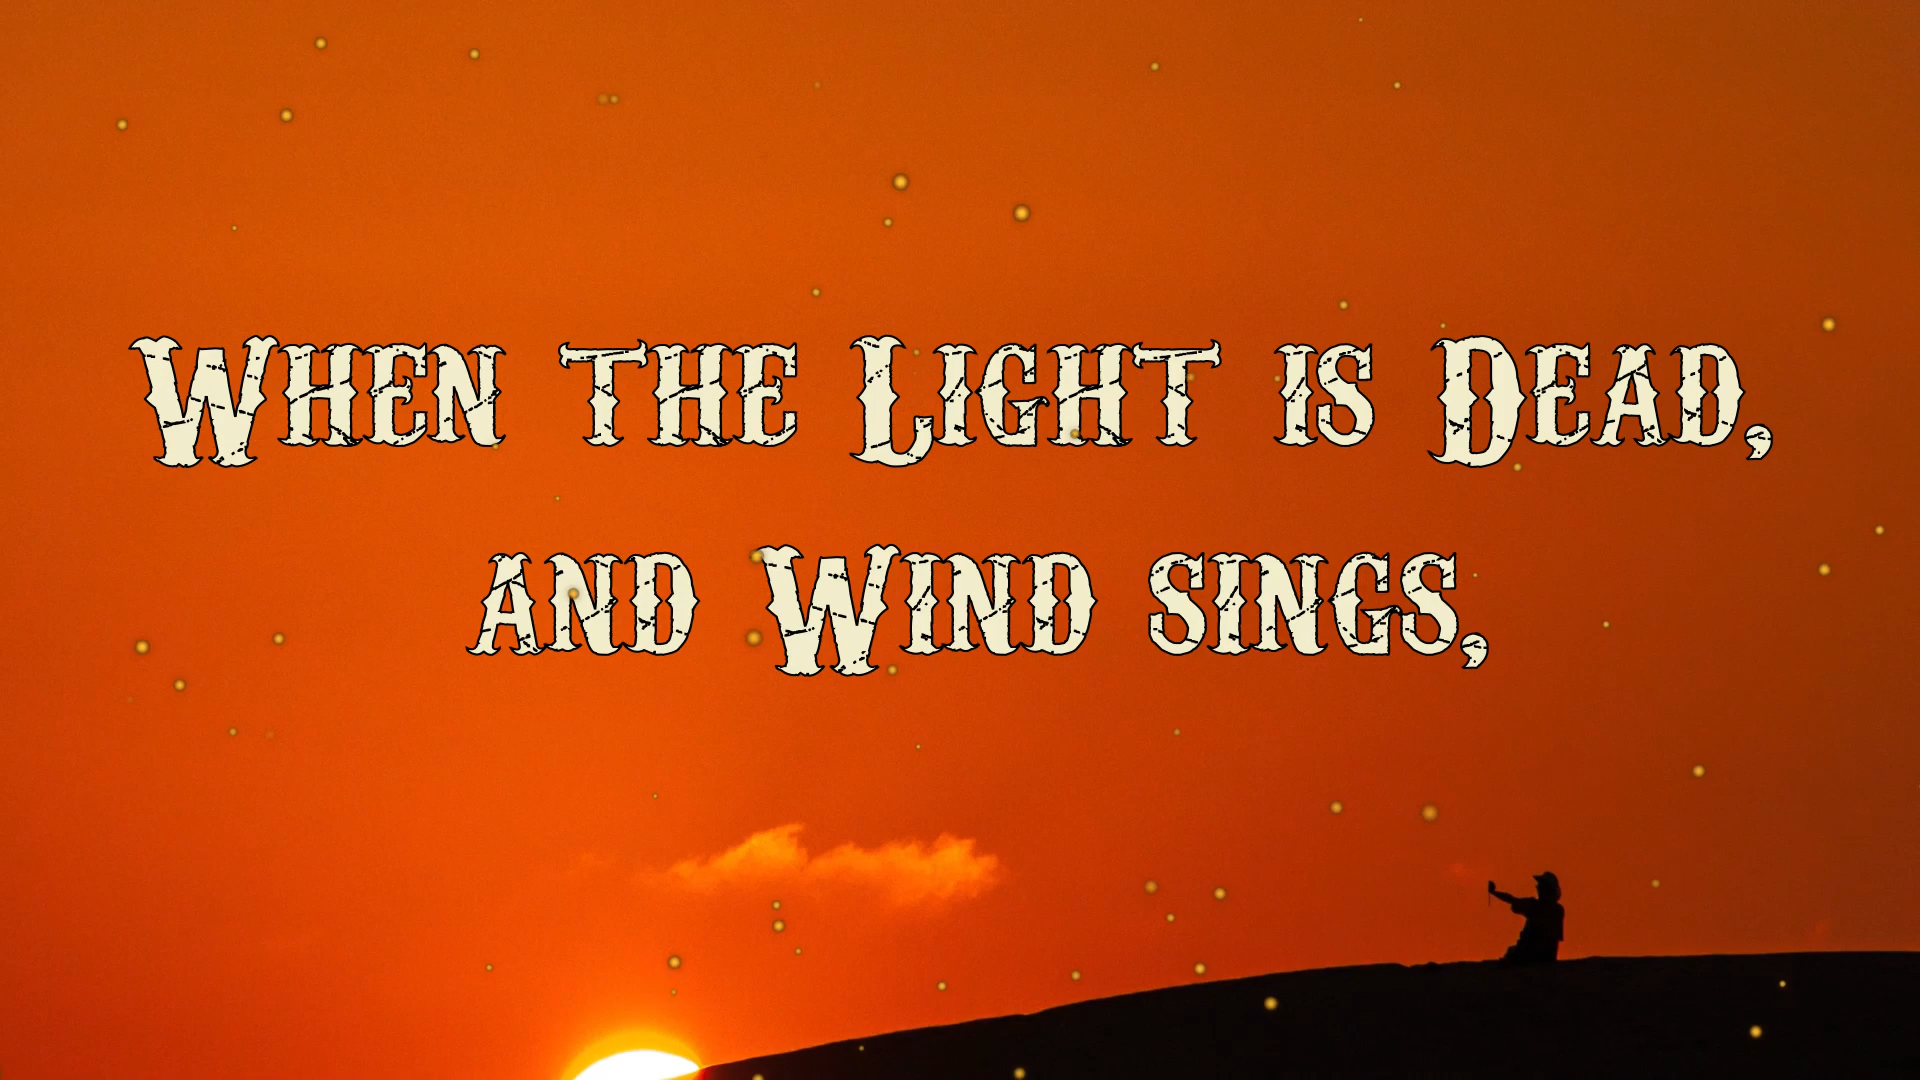 When the Light is Dead,
and Wind sings,